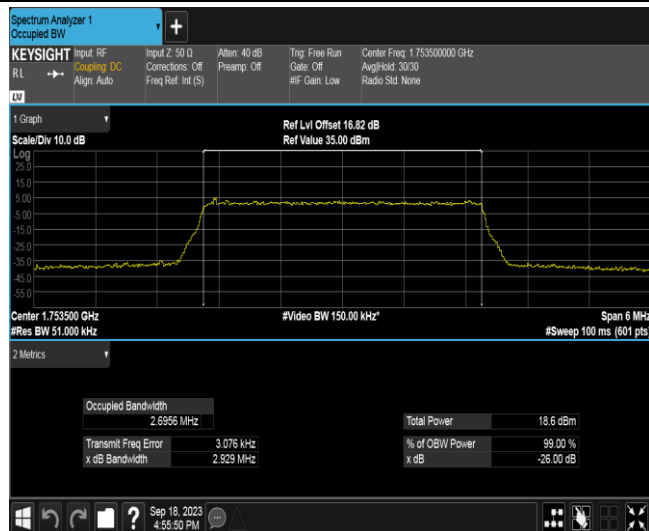 Spectrum Analyzer 1
Occupied BW
+
KEYSIGHT Input: RF Input Z: 50 Ω Atten: 40 dB Trig: Free Run Center Freq: 1.753500000 GHz
RL Coupling: DC Corrections: Off Preamp: Off Gate: Off Avg|Hold: 30/30
Align: Auto Freq Ref: Int (S) #IF Gain: Low Radio Std: None
1 Graph
Ref Lvl Offset 16.82 dB
Scale/Div 10.0 dB Ref Value 35.00 dBm
Log
25.0
15.0
5.00
-5.00
-15.0
-25.0
-35.0
-45.0
-55.0
Center 1.753500 GHz #Video BW 150.00 kHz* Span 6 MHz
#Res BW 51.000 kHz #Sweep 100 ms (601 pts)
2 Metrics
Occupied Bandwidth
2.6956 MHz Total Power 18.6 dBm
Transmit Freq Error 3.076 kHz % of OBW Power 99.00 %
x dB Bandwidth 2.929 MHz x dB -26.00 dB
? Sep 18, 2023
4:55:50 PM